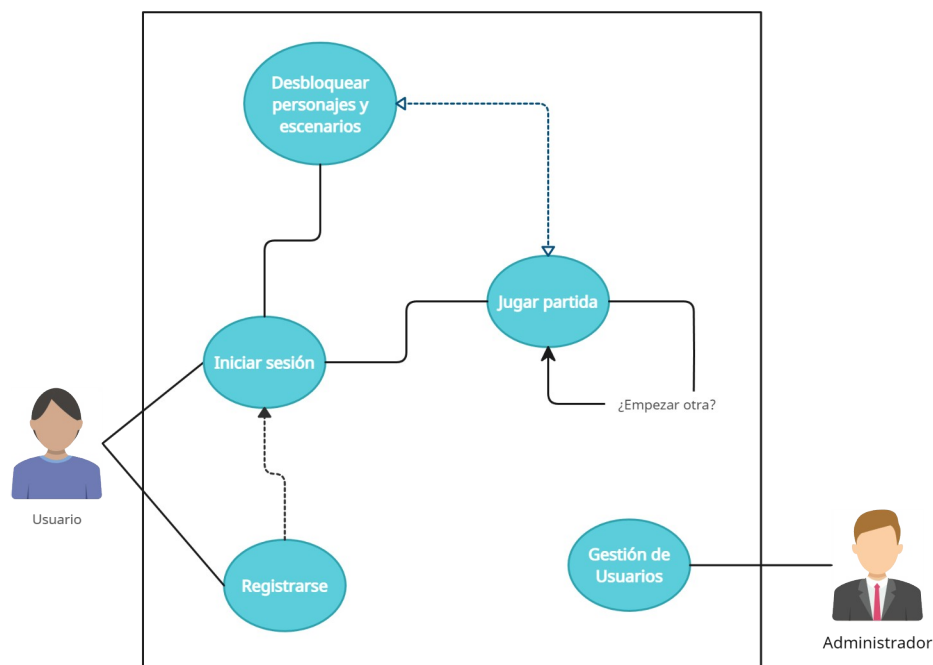 Desbloquear
personajes y
escenarios
Jugar partida
Iniciar sesión
¿Empezar otra?
Usuario
Registrarse
Gestión de
Usuarios
Administrador